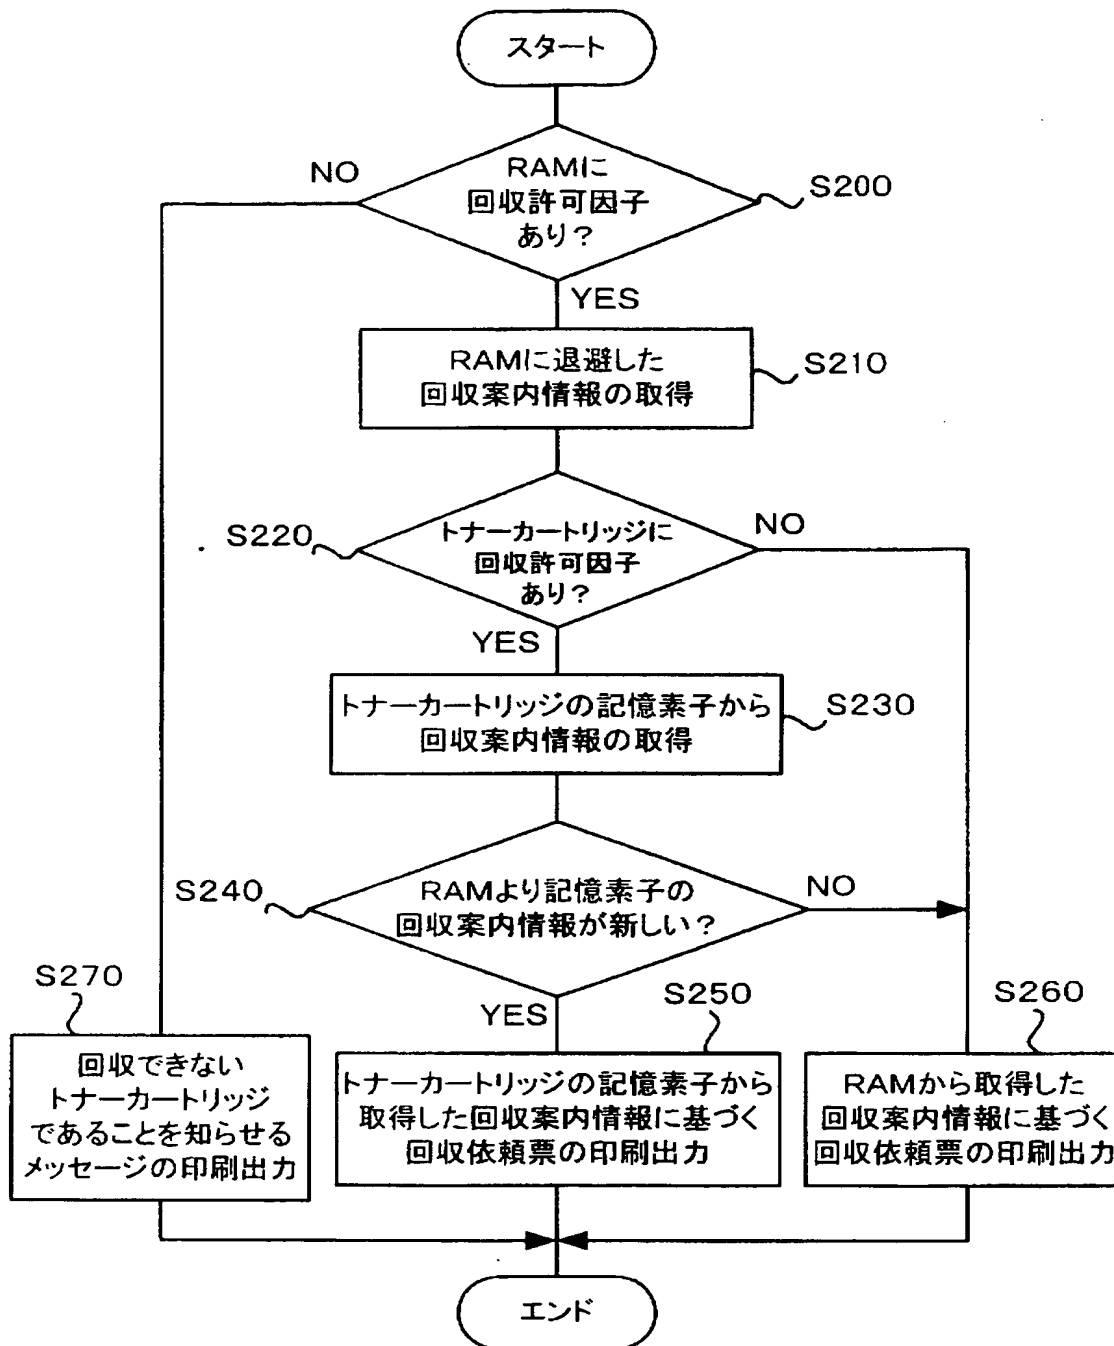 スタート
RAMに
回収許可因子
あり？
NO
S200
YES
RAMに退避した
回収案内情報の取得
S210
トナーカートリッジに
回収許可因子
あり？
S220
NO
YES
トナーカートリッジの記憶素子から
回収案内情報の取得
S230
RAMより記憶素子の
回収案内情報が新しい？
S240
NO
YES
S270
回収できない
トナーカートリッジ
であることを知らせる
メッセージの印刷出力
S250
トナーカートリッジの記憶素子から
取得した回収案内情報に基づく
回収依頼票の印刷出力
S260
RAMから取得した
回収案内情報に基づく
回収依頼票の印刷出力
エンド